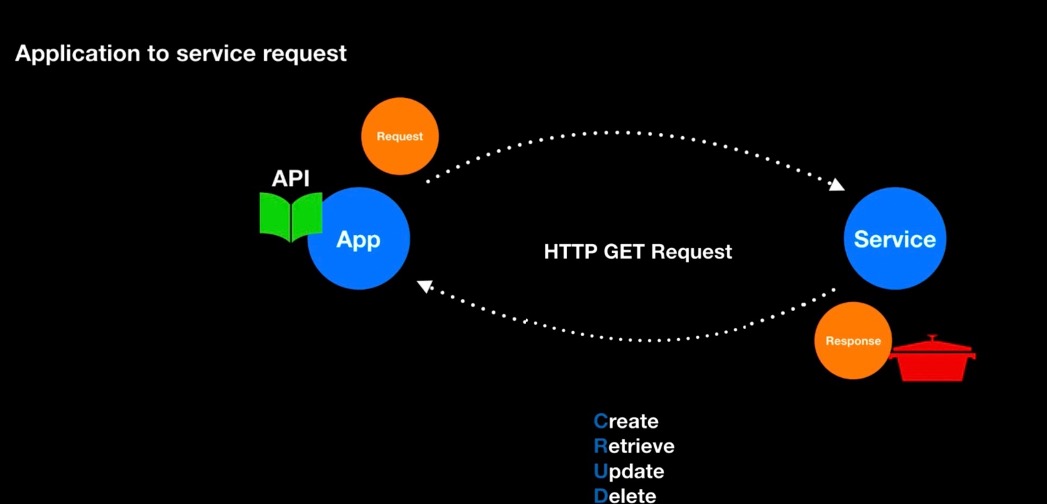 Application to service request
Request
API
App
Service
HTTP GET Request
Response
Create
Retrieve
Update
Delete